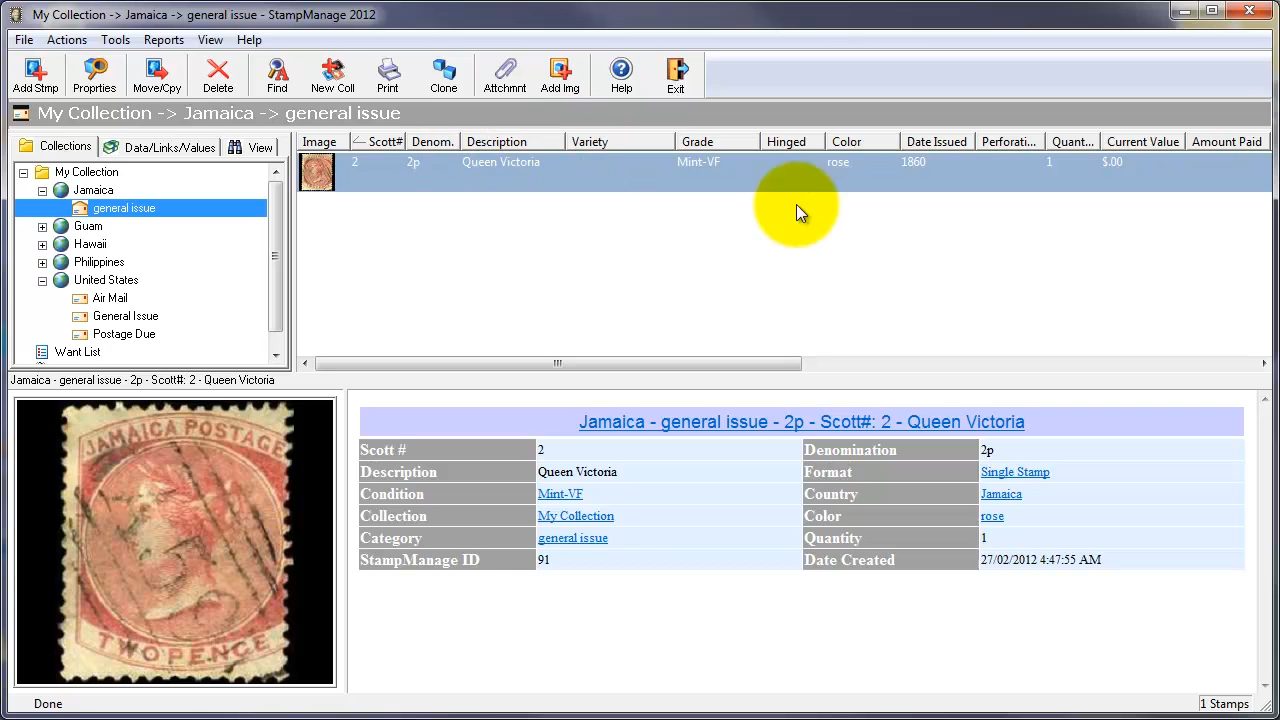 My Collection -> Jamaica -> general issue - StampManage 2012
File Actions Tools Reports View Help
Add Stmp Proprties Move/Cpy Delete Find New Coll Print Clone Attchmnt Add Img Help Exit
My Collection -> Jamaica -> general issue
Collections Data/Links/Values View
Image Scott# Denom. Description Variety Grade Hinged Color Date Issued Perforati... Quant... Current Value Amount Paid
2 2p Queen Victoria Mint-VF rose 1860 1 $.00
My Collection
Jamaica
general issue
Guam
Hawaii
Philippines
United States
Air Mail
General Issue
Postage Due
Want List
Jamaica - general issue - 2p - Scott#: 2 - Queen Victoria
JAMAICA POSTAGE
TWO PENCE
Jamaica - general issue - 2p - Scott#: 2 - Queen Victoria
Scott # 2 Denomination 2p
Description Queen Victoria Format Single Stamp
Condition Mint-VF Country Jamaica
Collection My Collection Color rose
Category general issue Quantity 1
StampManage ID 91 Date Created 27/02/2012 4:47:55 AM
Done 1 Stamps